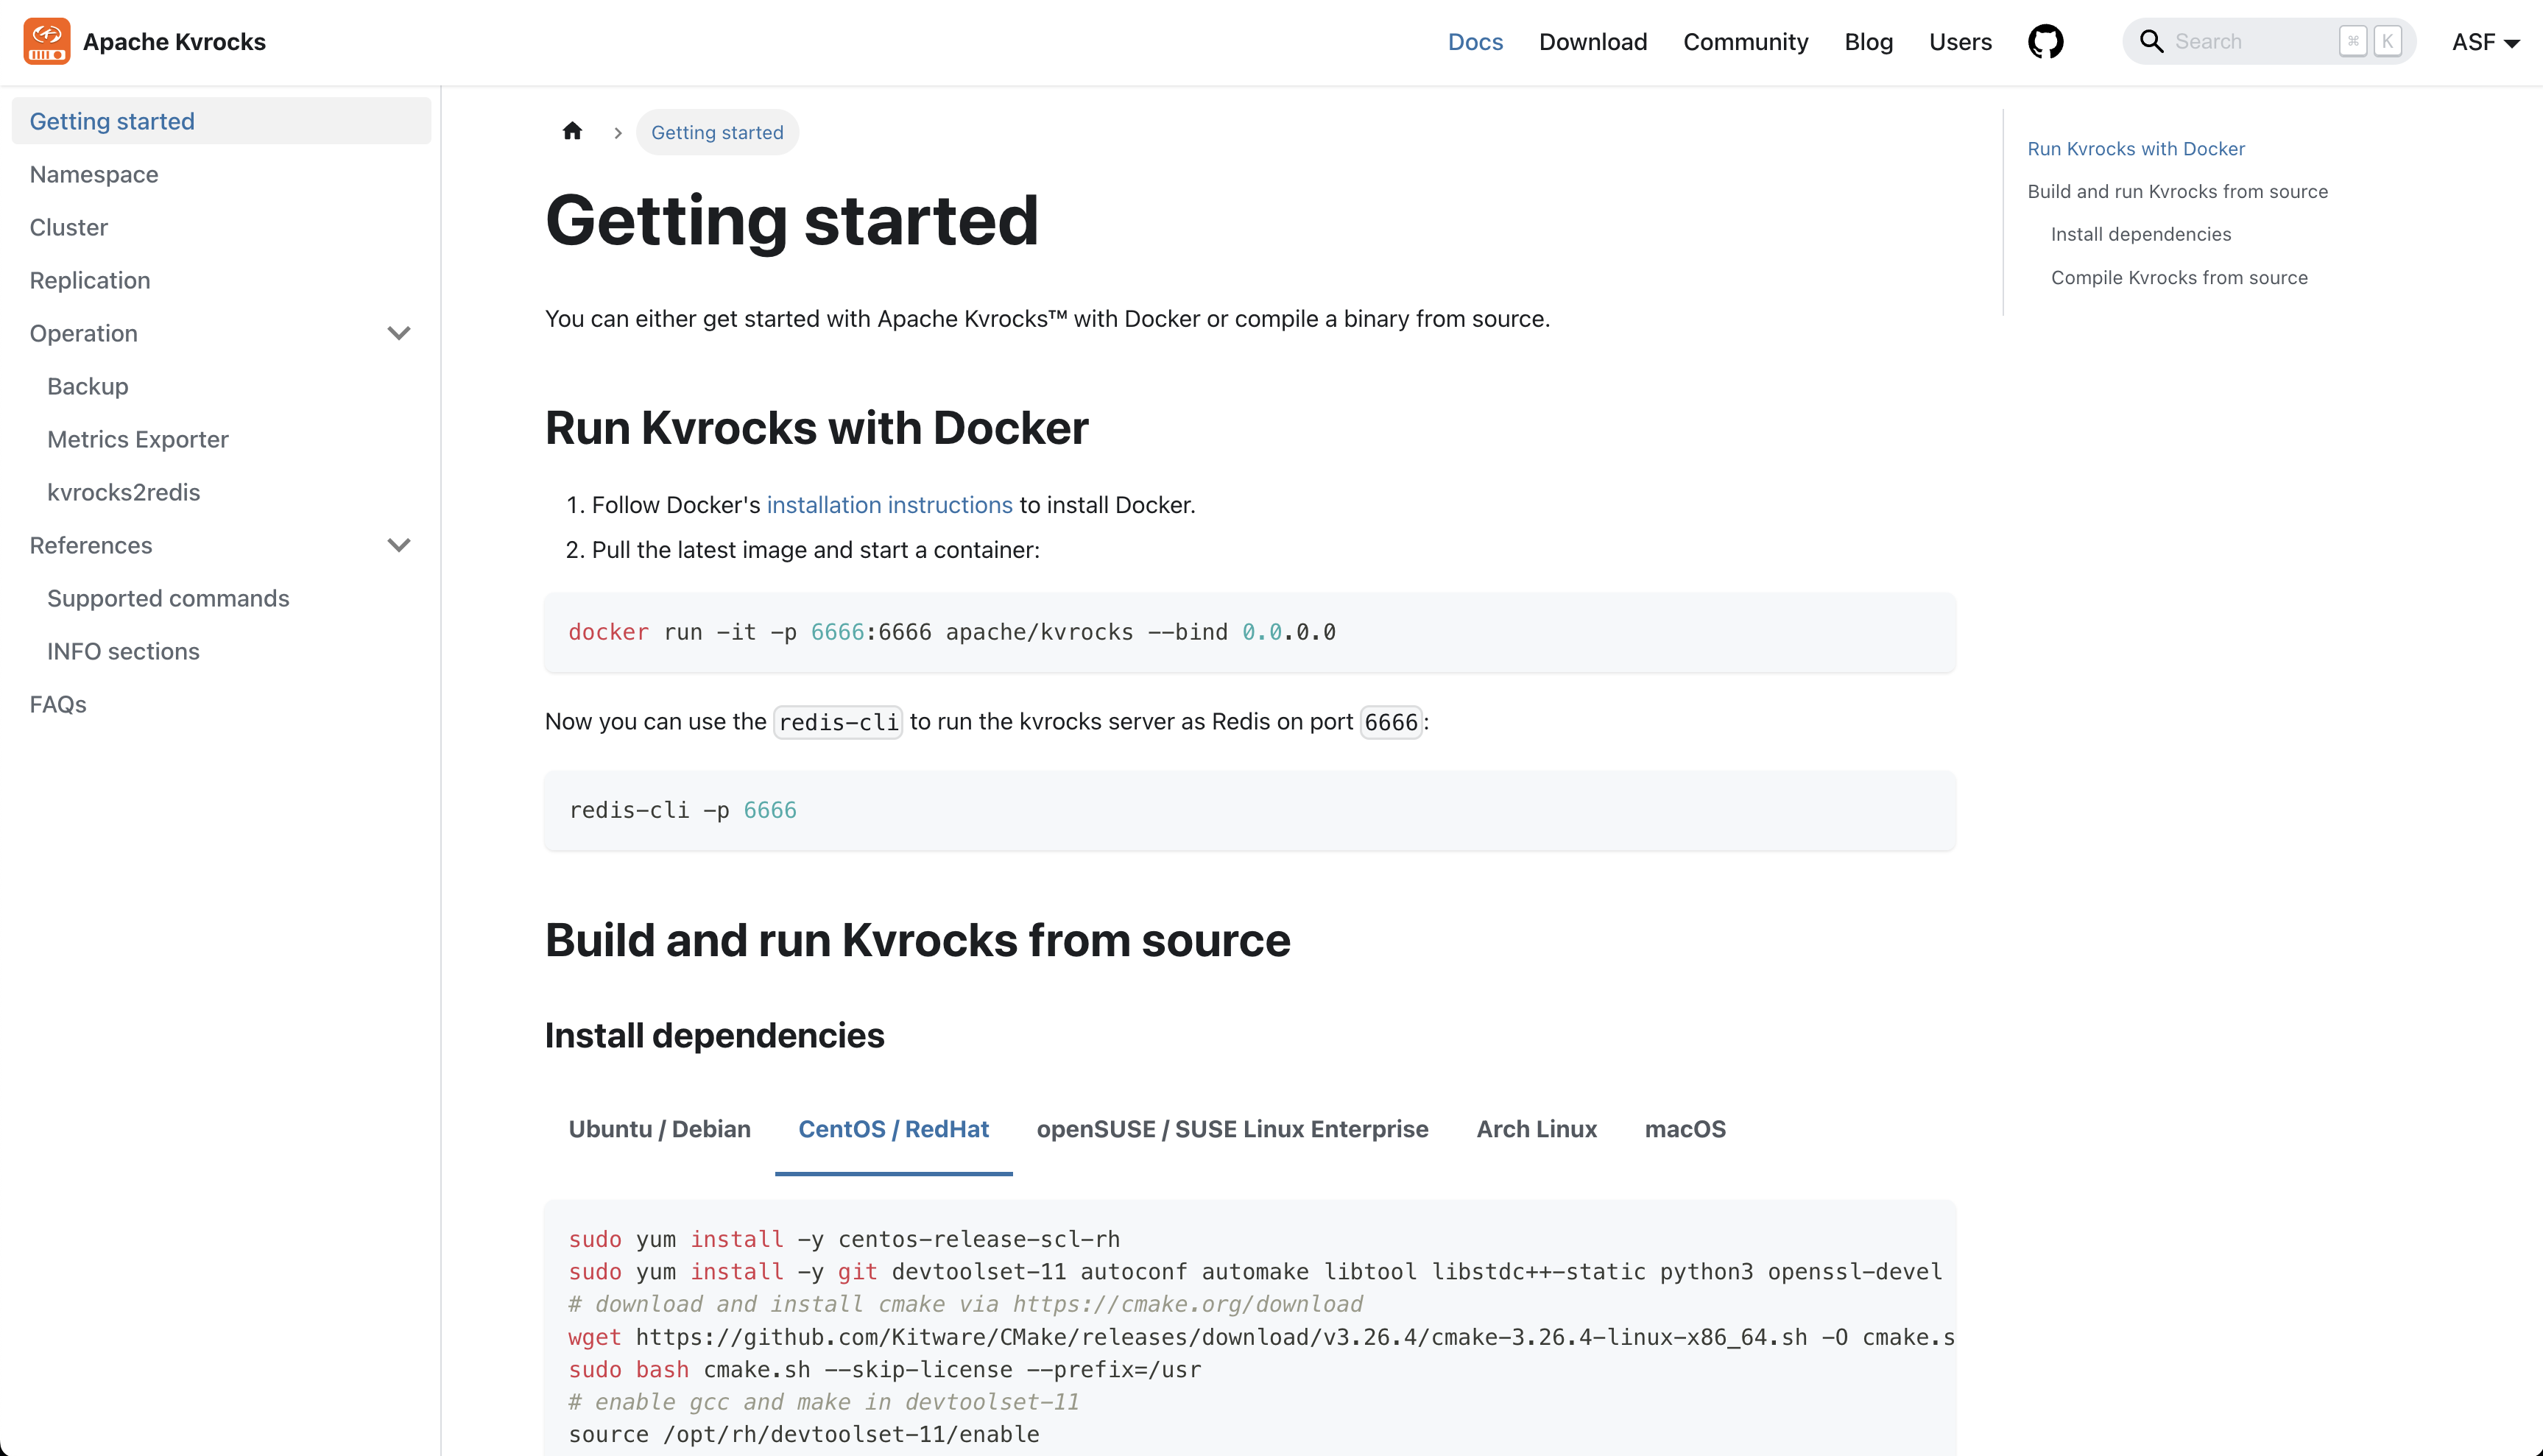 Apache Kvrocks
Docs Download Community Blog Users Search ⌘ K ASF
Getting started
Namespace
Cluster
Replication
Operation
Backup
Metrics Exporter
kvrocks2redis
References
Supported commands
INFO sections
FAQs
Getting started
Getting started
You can either get started with Apache Kvrocks™ with Docker or compile a binary from source.
Run Kvrocks with Docker
1. Follow Docker's installation instructions to install Docker.
2. Pull the latest image and start a container:
docker run -it -p 6666:6666 apache/kvrocks --bind 0.0.0.0
Now you can use the redis-cli to run the kvrocks server as Redis on port 6666:
redis-cli -p 6666
Build and run Kvrocks from source
Install dependencies
Ubuntu / Debian CentOS / RedHat openSUSE / SUSE Linux Enterprise Arch Linux macOS
sudo yum install -y centos-release-scl-rh
sudo yum install -y git devtoolset-11 autoconf automake libtool libstdc++-static python3 openssl-devel
# download and install cmake via https://cmake.org/download
wget https://github.com/Kitware/CMake/releases/download/v3.26.4/cmake-3.26.4-linux-x86_64.sh -O cmake.s
sudo bash cmake.sh --skip-license --prefix=/usr
# enable gcc and make in devtoolset-11
source /opt/rh/devtoolset-11/enable
Run Kvrocks with Docker
Build and run Kvrocks from source
Install dependencies
Compile Kvrocks from source